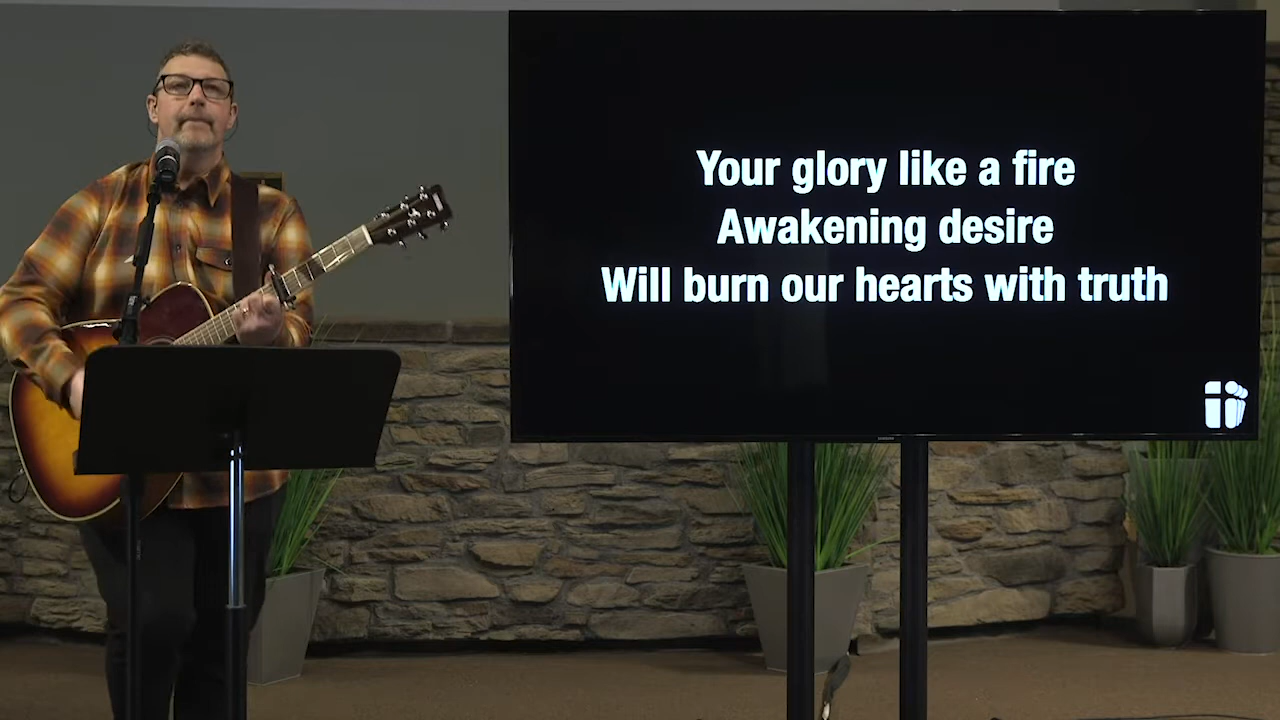 Your glory like a fire
Awakening desire
Will burn our hearts with truth